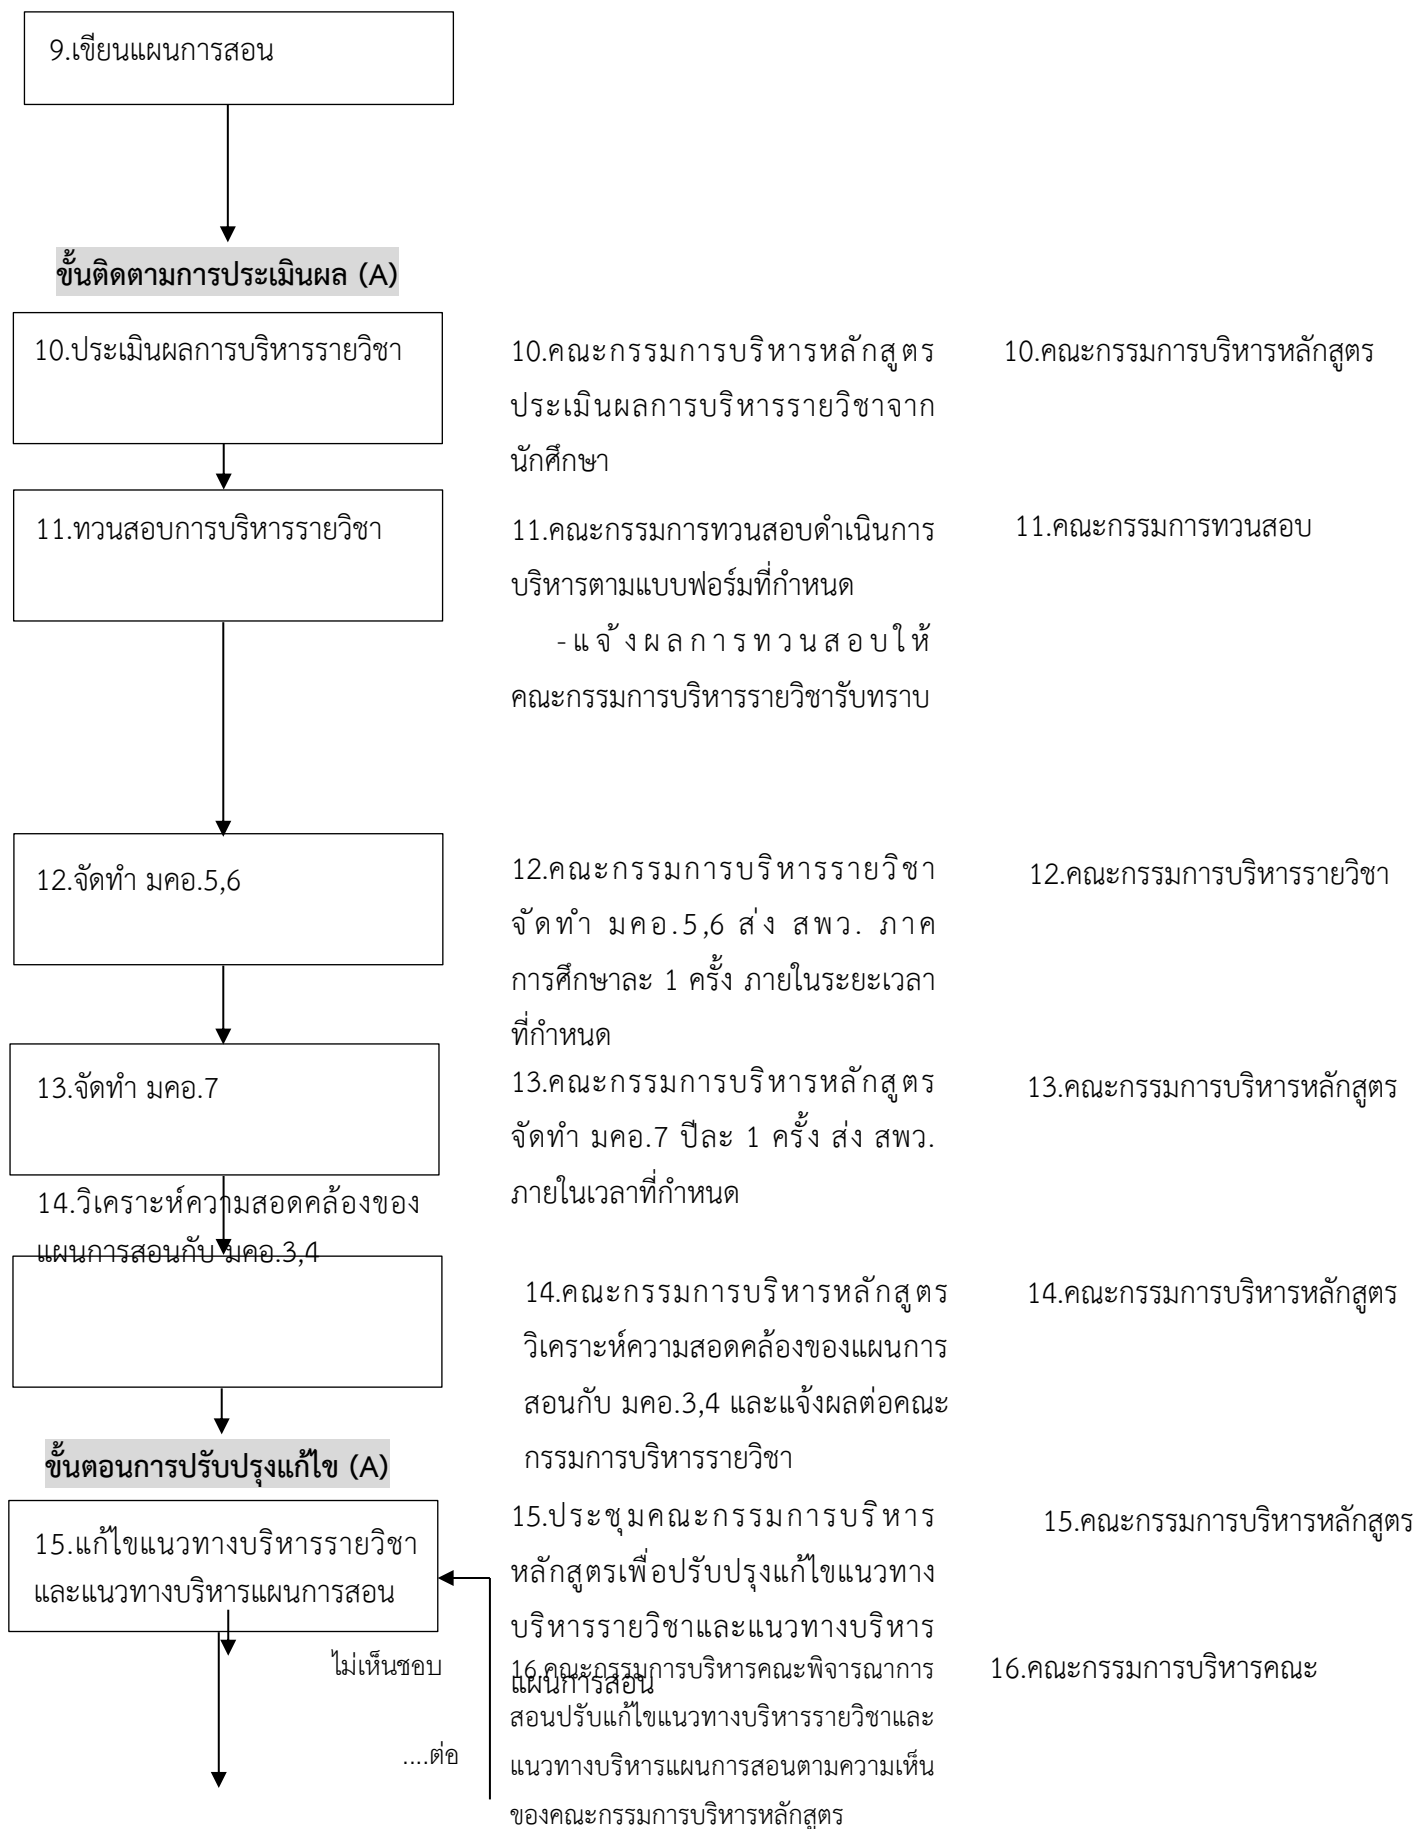 9.เขียนแผนการสอน
ขั้นติดตามการประเมินผล (A)
10.ประเมินผลการบริหารรายวิชา
10.คณะกรรมการบริหารหลักสูตร
ประเมินผลการบริหารรายวิชาจาก
นักศึกษา
10.คณะกรรมการบริหารหลักสูตร
11.ทวนสอบการบริหารรายวิชา
11.คณะกรรมการทวนสอบดำเนินการ
บริหารตามแบบฟอร์มที่กำหนด
-แจ้งผลการทวนสอบให้
คณะกรรมการบริหารรายวิชารับทราบ
11.คณะกรรมการทวนสอบ
12.จัดทำ มคอ.5,6
12.คณะกรรมการบริหารรายวิชา
จัดทำ มคอ.5,6 ส่ง สพว. ภาค
การศึกษาละ 1 ครั้ง ภายในระยะเวลา
ที่กำหนด
12.คณะกรรมการบริหารรายวิชา
13.จัดทำ มคอ.7
13.คณะกรรมการบริหารหลักสูตร
จัดทำ มคอ.7 ปีละ 1 ครั้ง ส่ง สพว.
ภายในเวลาที่กำหนด
13.คณะกรรมการบริหารหลักสูตร
14.วิเคราะห์ความสอดคล้องของ
แผนการสอนกับ มคอ.3,4
14.คณะกรรมการบริหารหลักสูตร
วิเคราะห์ความสอดคล้องของแผนการ
สอนกับ มคอ.3,4 และแจ้งผลต่อคณะ
กรรมการบริหารรายวิชา
14.คณะกรรมการบริหารหลักสูตร
ขั้นตอนการปรับปรุงแก้ไข (A)
15.แก้ไขแนวทางบริหารรายวิชา
และแนวทางบริหารแผนการสอน
15.ประชุมคณะกรรมการบริหาร
หลักสูตรเพื่อปรับปรุงแก้ไขแนวทาง
บริหารรายวิชาและแนวทางบริหาร
แผนการสอน
15.คณะกรรมการบริหารหลักสูตร
ไม่เห็นชอบ
....ต่อ
16.คณะกรรมการบริหารคณะพิจารณาการ
สอนปรับแก้ไขแนวทางบริหารรายวิชาและ
แนวทางบริหารแผนการสอนตามความเห็น
ของคณะกรรมการบริหารหลักสูตร
16.คณะกรรมการบริหารคณะ